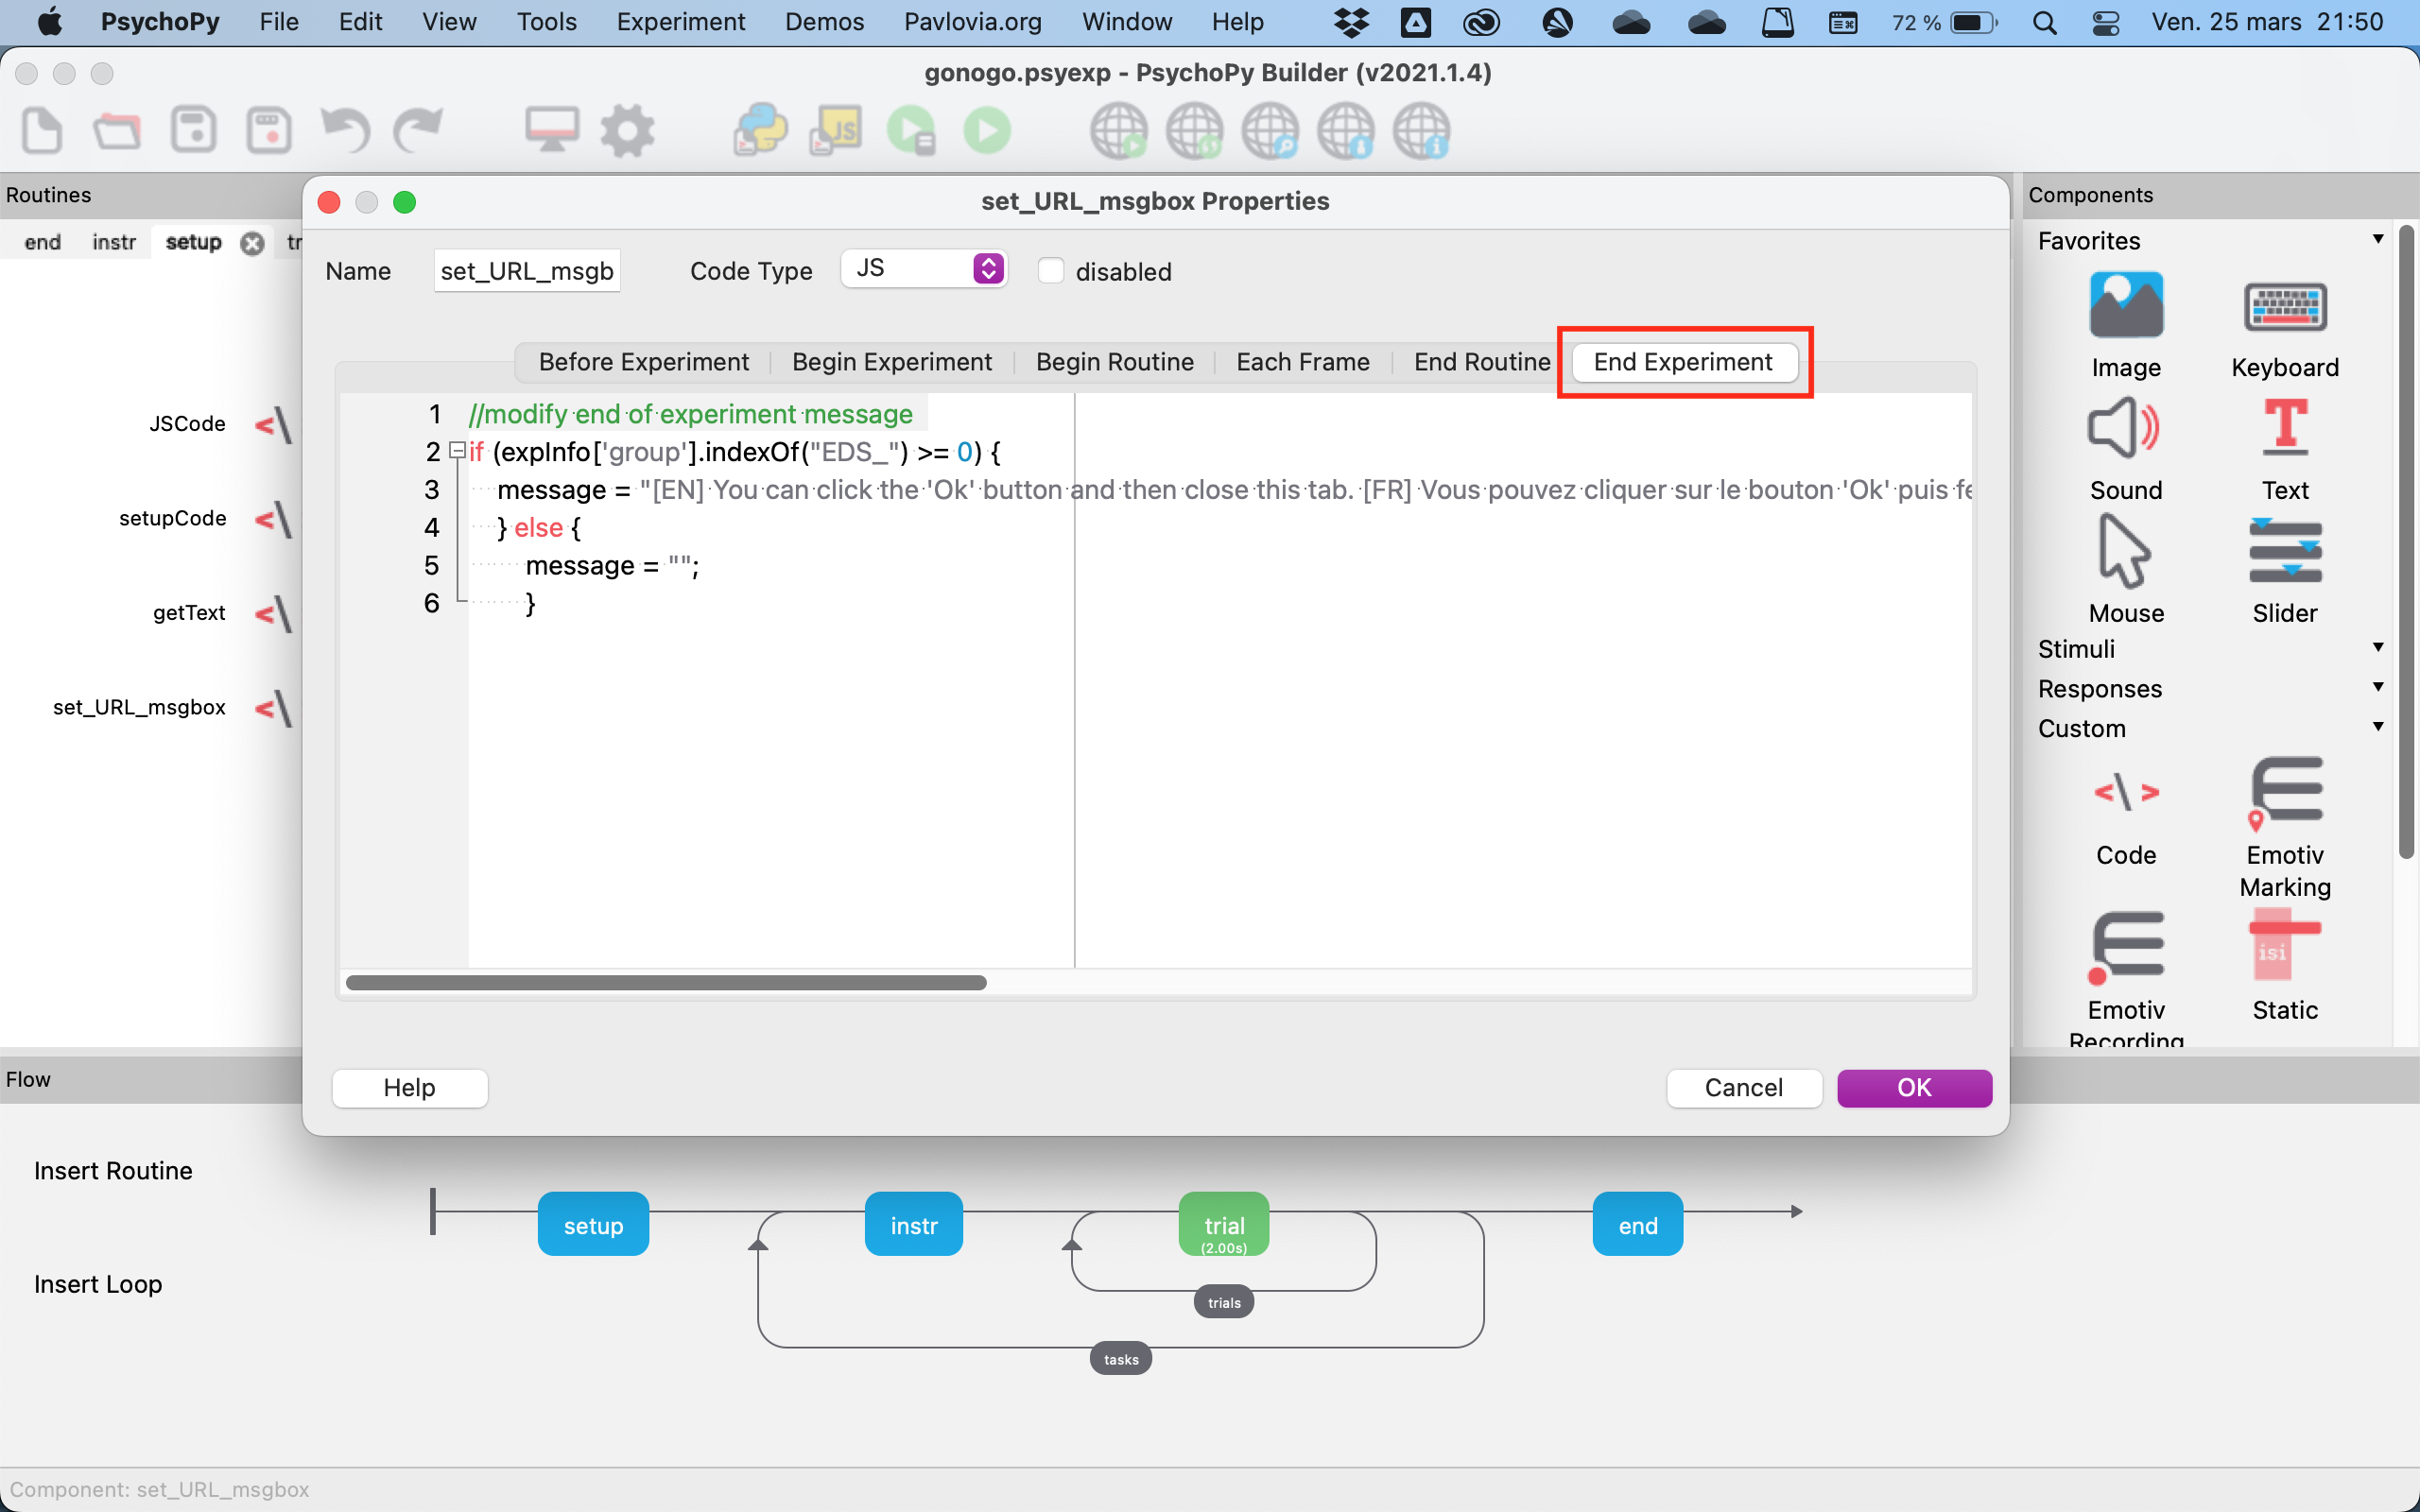 PsychoPy File Edit View Tools Experiment Demos Pavlovia.org Window Help 72 % Ven. 25 mars 21:50
gonogo.psyexp - PsychoPy Builder (v2021.1.4)
JS
Routines
end instr setup
set_URL_msgbox Properties
Name set_URL_msgb Code Type JS disabled
Before Experiment Begin Experiment Begin Routine Each Frame End Routine End Experiment
1 //modify end of experiment message
2 if (expInfo['group'].indexOf("EDS_") >= 0) {
3 message = "[EN] You can click the 'Ok' button and then close this tab. [FR] Vous pouvez cliquer sur le bouton 'Ok' puis
4 } else {
5 message = "";
6 }
Help Cancel OK
JSCode
setupCode
getText
set_URL_msgbox
Components
Favorites
Image Keyboard
Sound Text
Mouse Slider
Stimuli
Responses
Custom
Code Emotiv Marking
isi
Emotiv Recording Static
Flow
Insert Routine
Insert Loop
setup instr trial end
(2.00s)
trials
tasks
Component: set_URL_msgbox